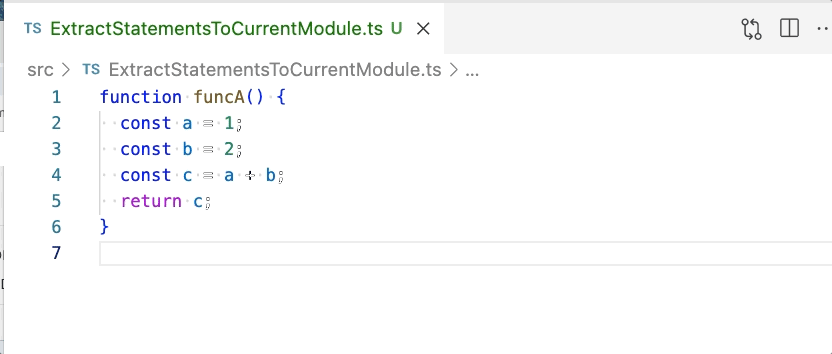 TS ExtractStatementsToCurrentModule.ts U
src > TS ExtractStatementsToCurrentModule.ts > ...
1 function funcA() {
2 const a = 1;
3 const b = 2;
4 const c = a + b;
5 return c;
6 }
7